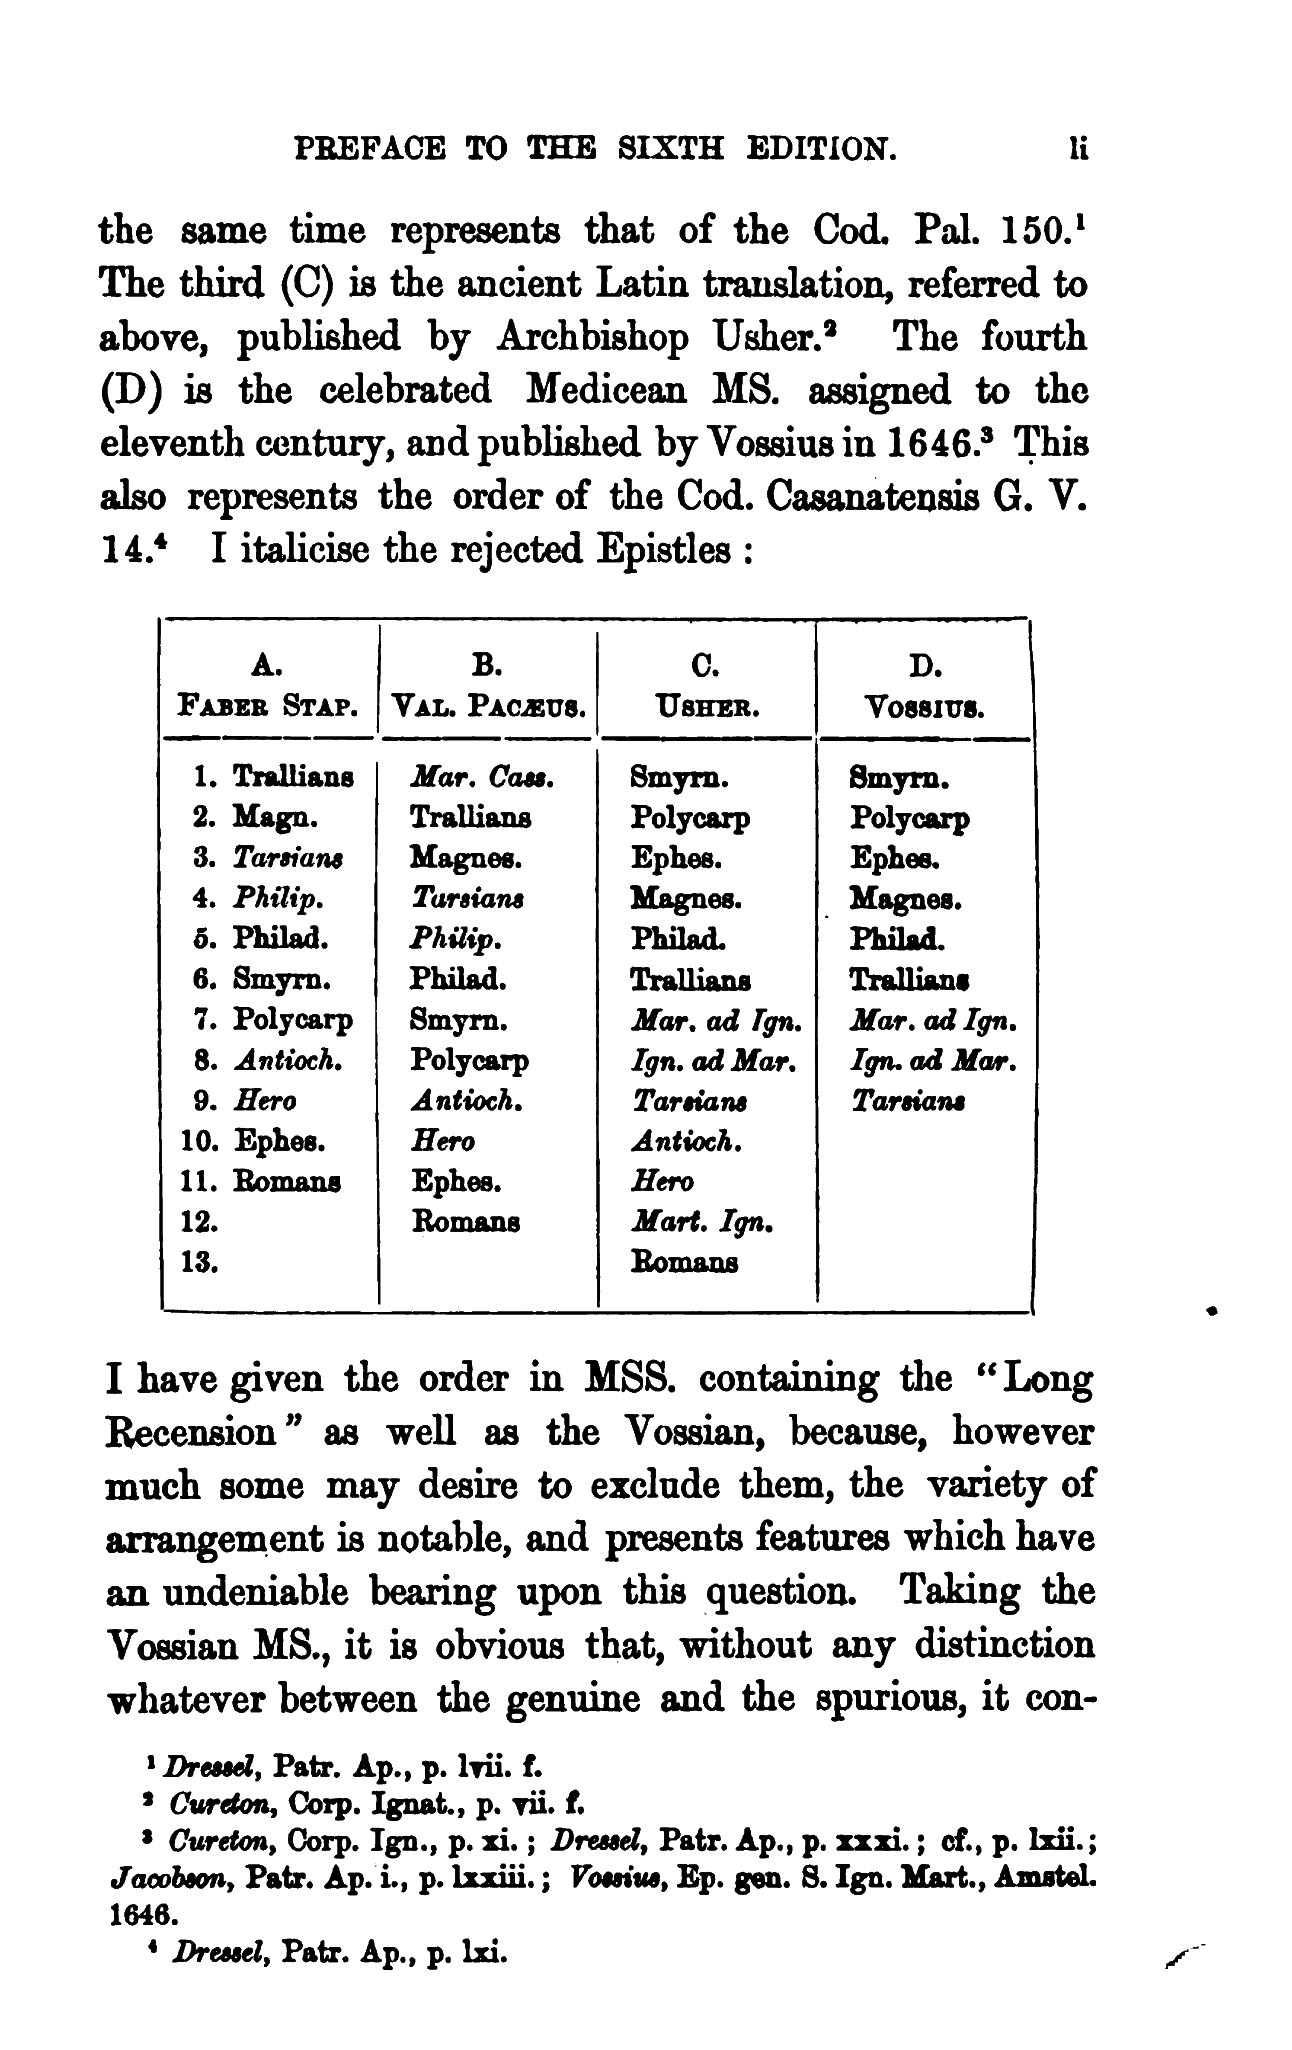 PREFACE TO THE SIXTH EDITION. li
the same time represents that of the Cod. Pal. 150.¹
The third (C) is the ancient Latin translation, referred to
above, published by Archbishop Usher.² The fourth
(D) is the celebrated Medicean MS. assigned to the
eleventh century, and published by Vossius in 1646.³ This
also represents the order of the Cod. Casanatensis G. V.
14.⁴ I italicise the rejected Epistles :
A. B. C. D.
FABER STAP. VAL. PACÆUS. USHER. VOSSIUS.
1. Trallians Mar. Cass. Smyrn. Smyrn.
2. Magn. Trallians Polycarp Polycarp
3. Tarsians Magnes. Ephes. Ephes.
4. Philip. Tarsians Magnes. Magnes.
5. Philad. Philip. Philad. Philad.
6. Smyrn. Philad. Trallians Trallians
7. Polycarp Smyrn. Mar. ad Ign. Mar. ad Ign.
8. Antioch. Polycarp Ign. ad Mar. Ign. ad Mar.
9. Hero Antioch. Tarsians Tarsians
10. Ephes. Hero Antioch.
11. Romans Ephes. Hero
12. Romans Mart. Ign.
13. Romans
I have given the order in MSS. containing the “Long
Recension” as well as the Vossian, because, however
much some may desire to exclude them, the variety of
arrangement is notable, and presents features which have
an undeniable bearing upon this question. Taking the
Vossian MS., it is obvious that, without any distinction
whatever between the genuine and the spurious, it con-
¹ Dressel, Patr. Ap., p. lvii. f.
² Cureton, Corp. Ignat., p. vii. f.
³ Cureton, Corp. Ign., p. xi. ; Dressel, Patr. Ap., p. xxxi. ; cf., p. lxii. ;
Jacobson, Patr. Ap. i., p. lxxiii. ; Vossius, Ep. gen. S. Ign. Mart., Amstel.
1646.
⁴ Dressel, Patr. Ap., p. lxi.